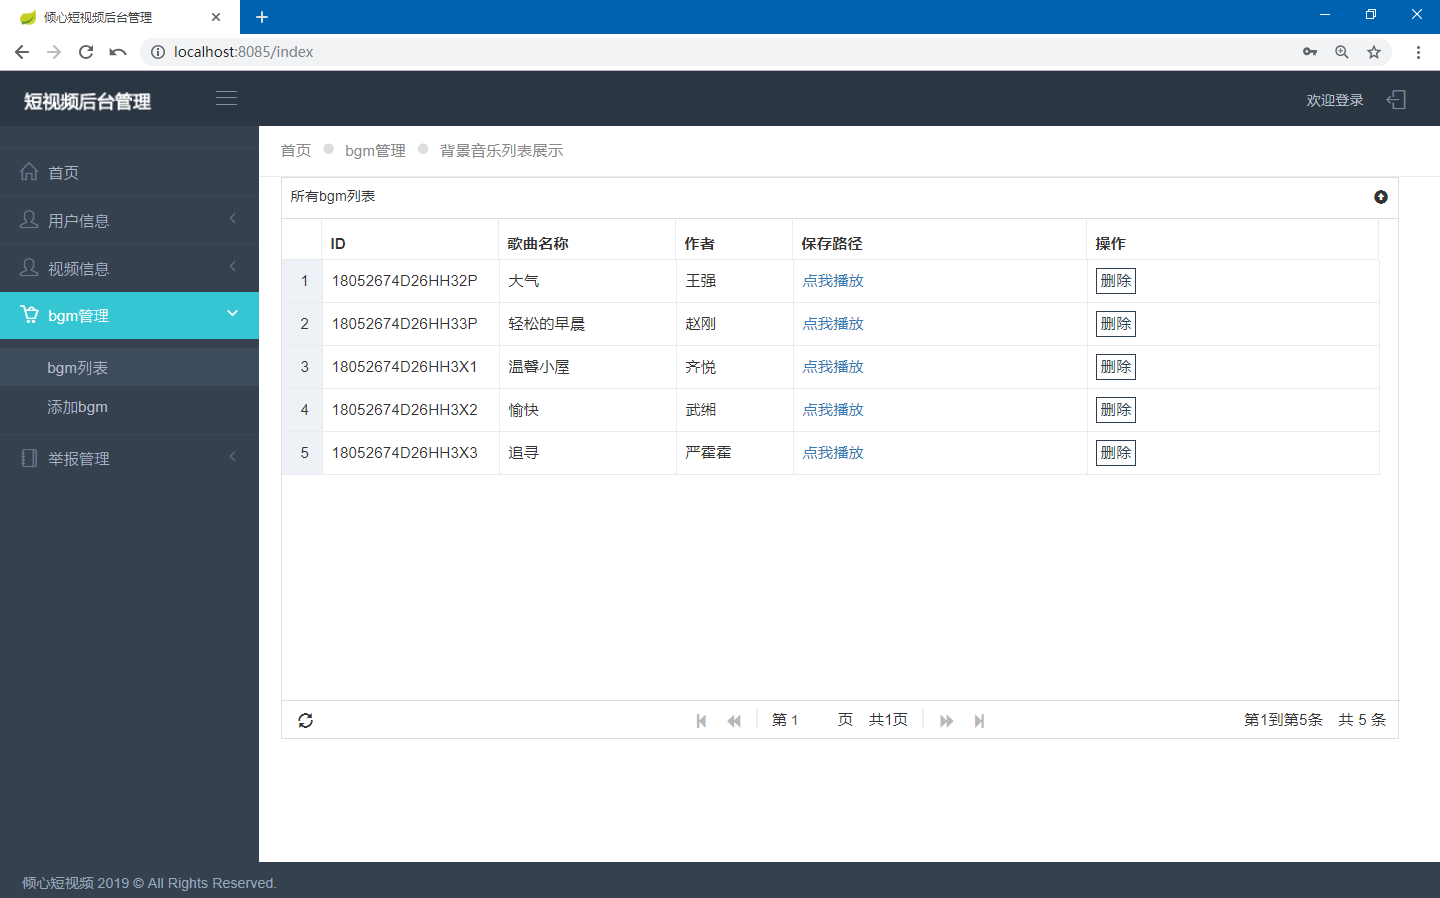 倾心短视频后台管理
localhost:8085/index
短视频后台管理
欢迎登录
首页 bgm管理 背景音乐列表展示
首页
用户信息
视频信息
bgm管理
bgm列表
添加bgm
举报管理
所有bgm列表
ID 歌曲名称 作者 保存路径 操作
1 18052674D26HH32P 大气 王强 点我播放 删除
2 18052674D26HH33P 轻松的早晨 赵刚 点我播放 删除
3 18052674D26HH3X1 温馨小屋 齐悦 点我播放 删除
4 18052674D26HH3X2 愉快 武缃 点我播放 删除
5 18052674D26HH3X3 追寻 严霍霍 点我播放 删除
第 1 页 共1页
第1到第5条 共 5 条
倾心短视频 2019 © All Rights Reserved.